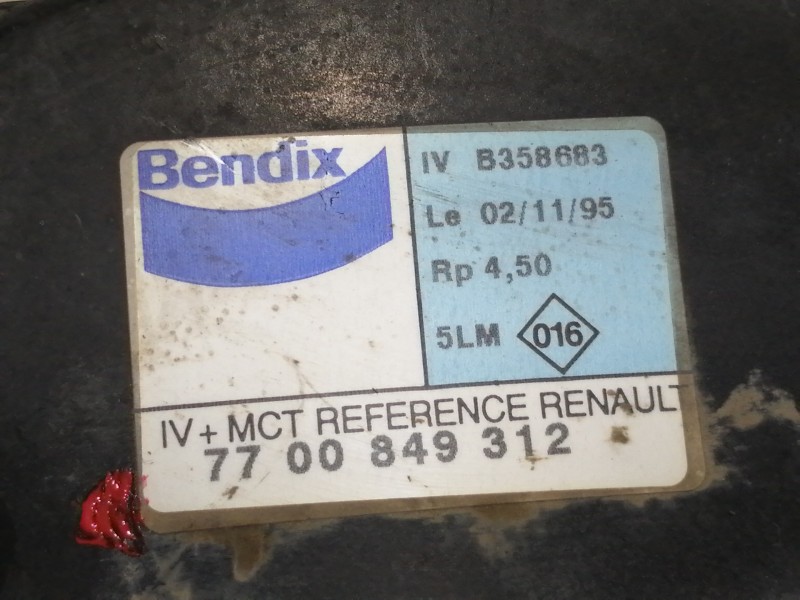 Bendix
IV B358683
Le 02/11/95
Rp 4,50
5LM 016
IV + MCT REFERENCE RENAULT
77 00 849 312